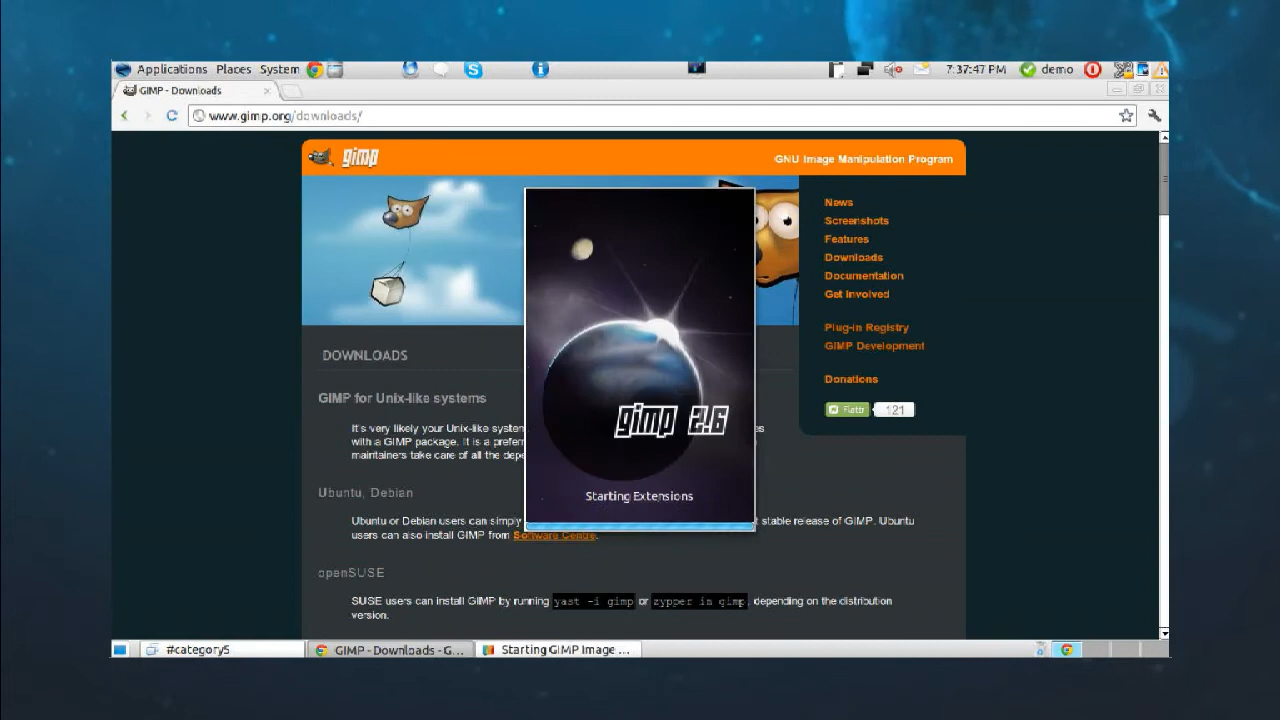 Applications Places System
7:37:47 PM demo
GIMP - Downloads
www.gimp.org/downloads/
gimp
GNU Image Manipulation Program
News
Screenshots
Features
Downloads
Documentation
Get Involved
Plug-in Registry
GIMP Development
Donations
Flattr 121
DOWNLOADS
GIMP for Unix-like systems
It's very likely your Unix-like system
with a GIMP package. It is a prefer
maintainers take care of all the dep
gimp 2.6
Starting Extensions
Ubuntu, Debian
Ubuntu or Debian users can simply t stable release of GIMP. Ubuntu
users can also install GIMP from Software Centre.
openSUSE
SUSE users can install GIMP by running yast -i gimp or zypper in gimp, depending on the distribution
version.
#category5
GIMP - Downloads - G...
Starting GIMP Image ...